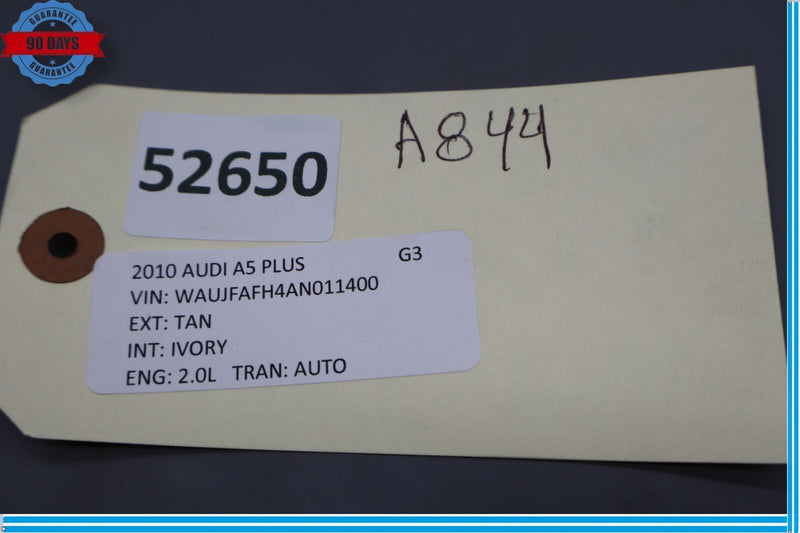 GUARANTEE
90 DAYS
GUARANTEE
A844
52650
2010 AUDI A5 PLUS G3
VIN: WAUJFAFH4AN011400
EXT: TAN
INT: IVORY
ENG: 2.0L TRAN: AUTO